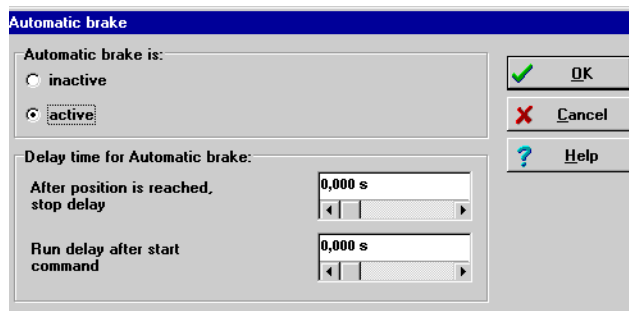 Automatic brake
Automatic brake is:
inactive
active
OK
Cancel
Help
Delay time for Automatic brake:
After position is reached,
stop delay
0,000 s
Run delay after start
command
0,000 s